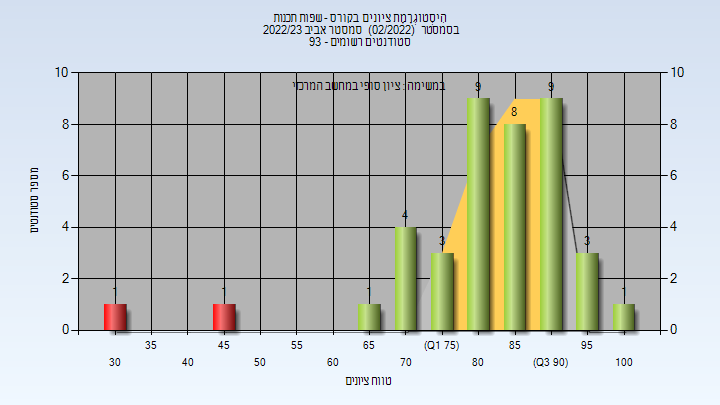 היסטוגרמת ציונים בקורס - שפות תכנות
בסמסטר (02/2022) סמסטר אביב 2022/23
סטודנטים רשומים - 93
במשימה : ציון סופי במחשב המרכזי
מספר סטודנטים
10 8 6 4 2 0
10 8 6 4 2 0
1 1 1 4 3 9 8 9 3 1
35 45 55 65 (Q1 75) 85 95
30 40 50 60 70 80 (Q3 90) 100
טווח ציונים